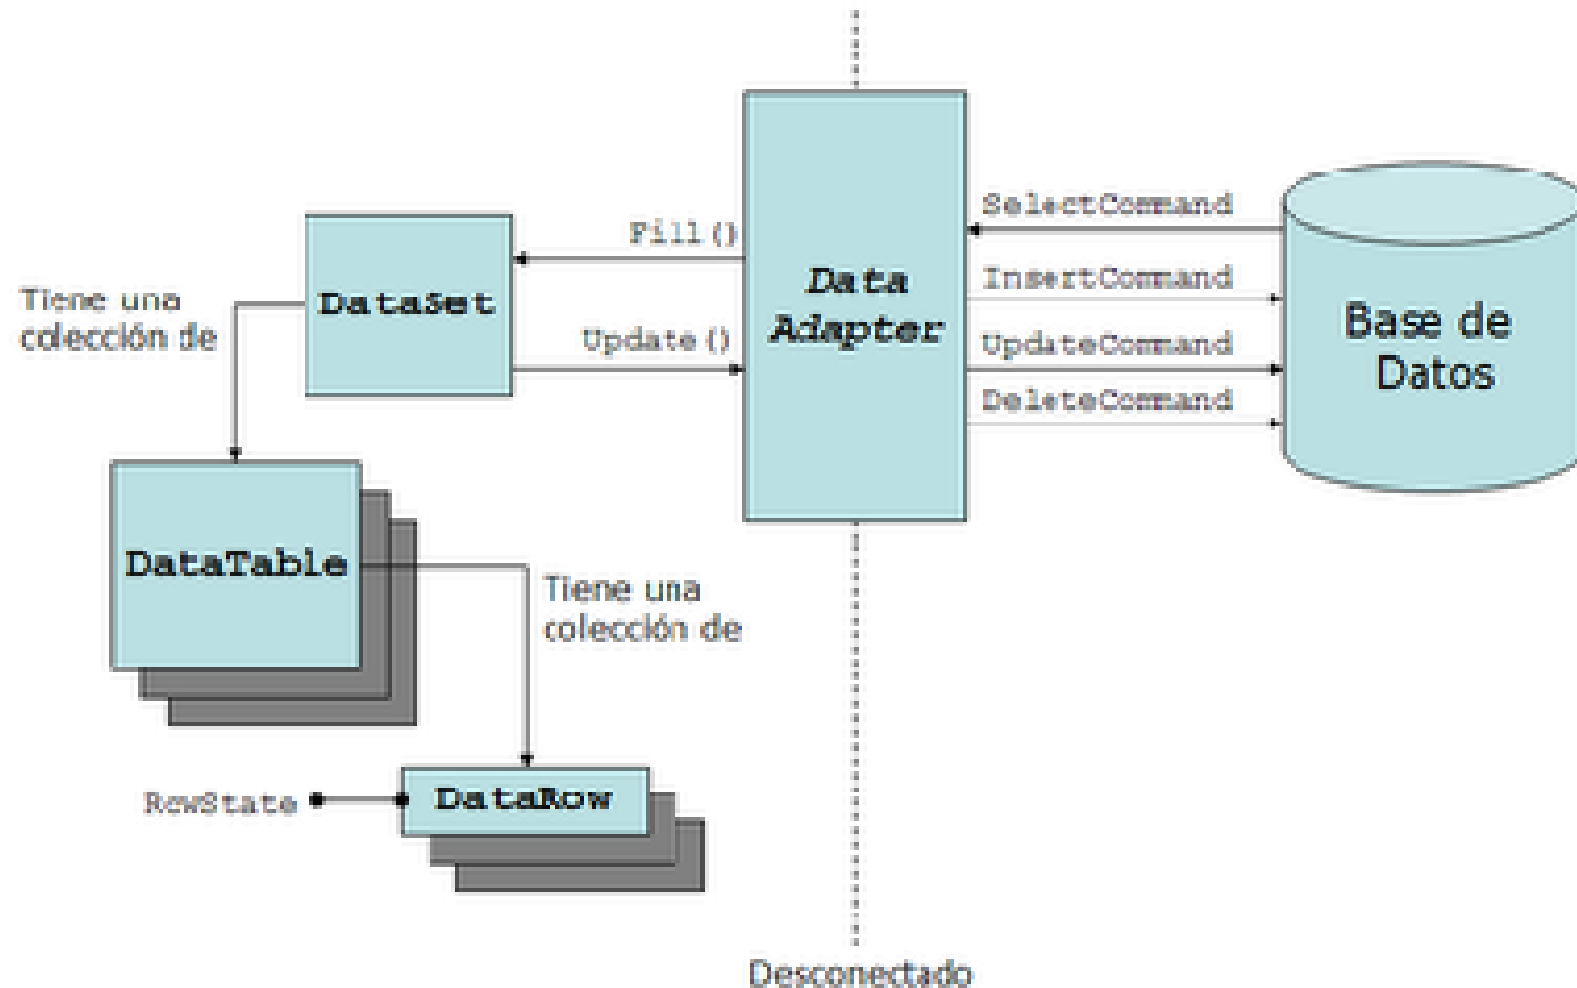 SelectCommand
Fill()
InsertCommand
Data
Adapter
Tiene una
colección de
DataSet
Base de
Datos
Update()
UpdateCommand
DeleteCommand
DataTable
Tiene una
colección de
RowState
DataRow
Desconectado